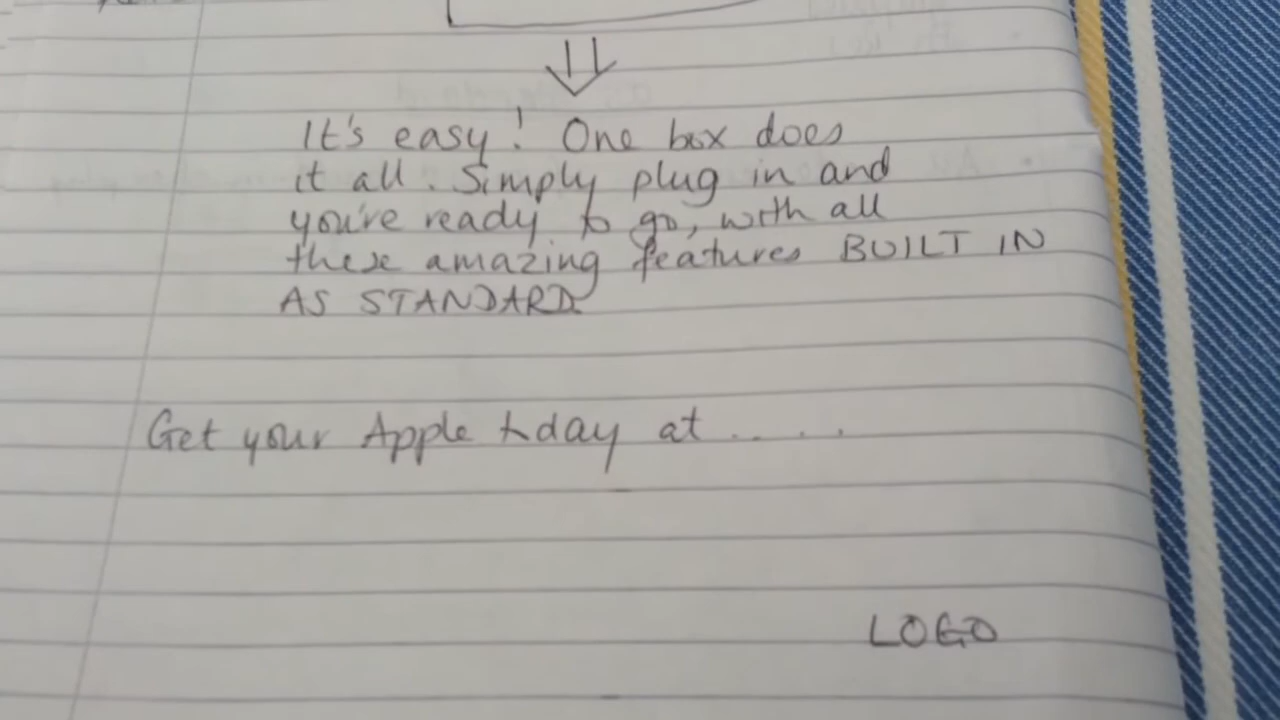 It's easy! One box does
it all. Simply plug in and
you're ready to go, with all
these amazing features BUILT IN
AS STANDARD.
Get your Apple today at .....
LOGO